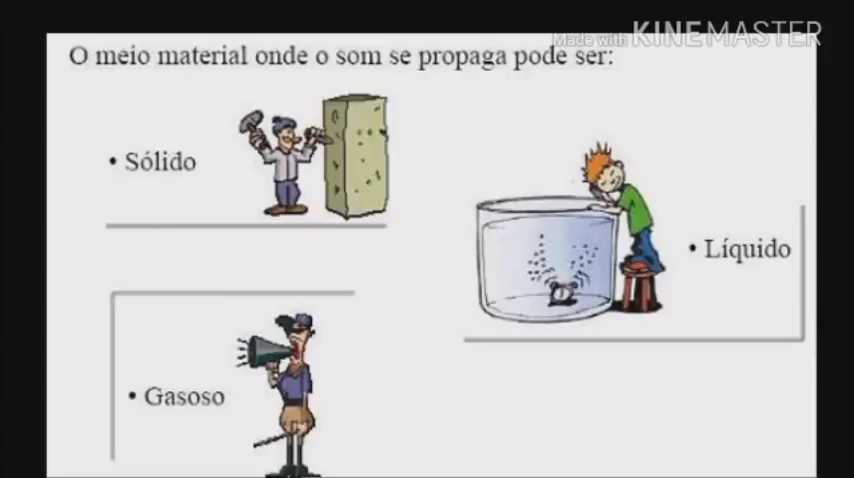 Made with KINEMASTER
O meio material onde o som se propaga pode ser:
• Sólido
• Líquido
• Gasoso